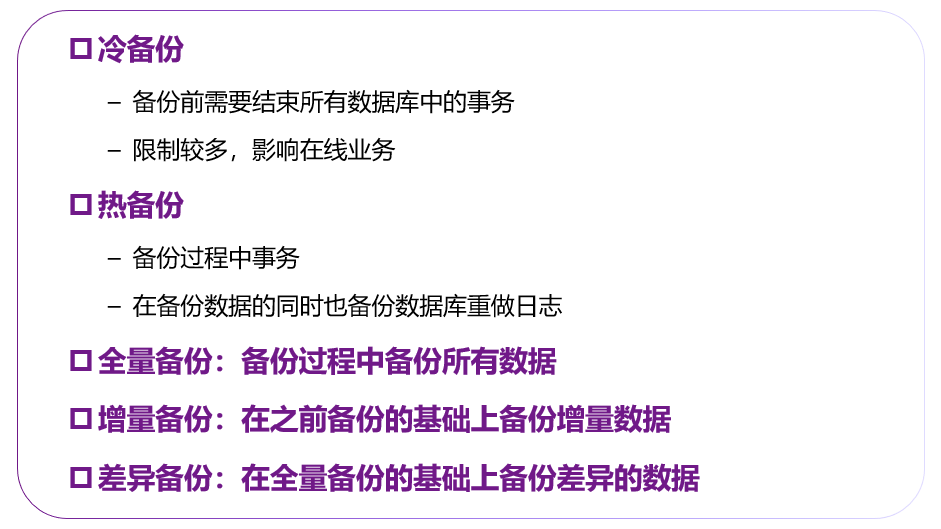 冷备份
– 备份前需要结束所有数据库中的事务
– 限制较多，影响在线业务
热备份
– 备份过程中事务
– 在备份数据的同时也备份数据库重做日志
全量备份：备份过程中备份所有数据
增量备份：在之前备份的基础上备份增量数据
差异备份：在全量备份的基础上备份差异的数据